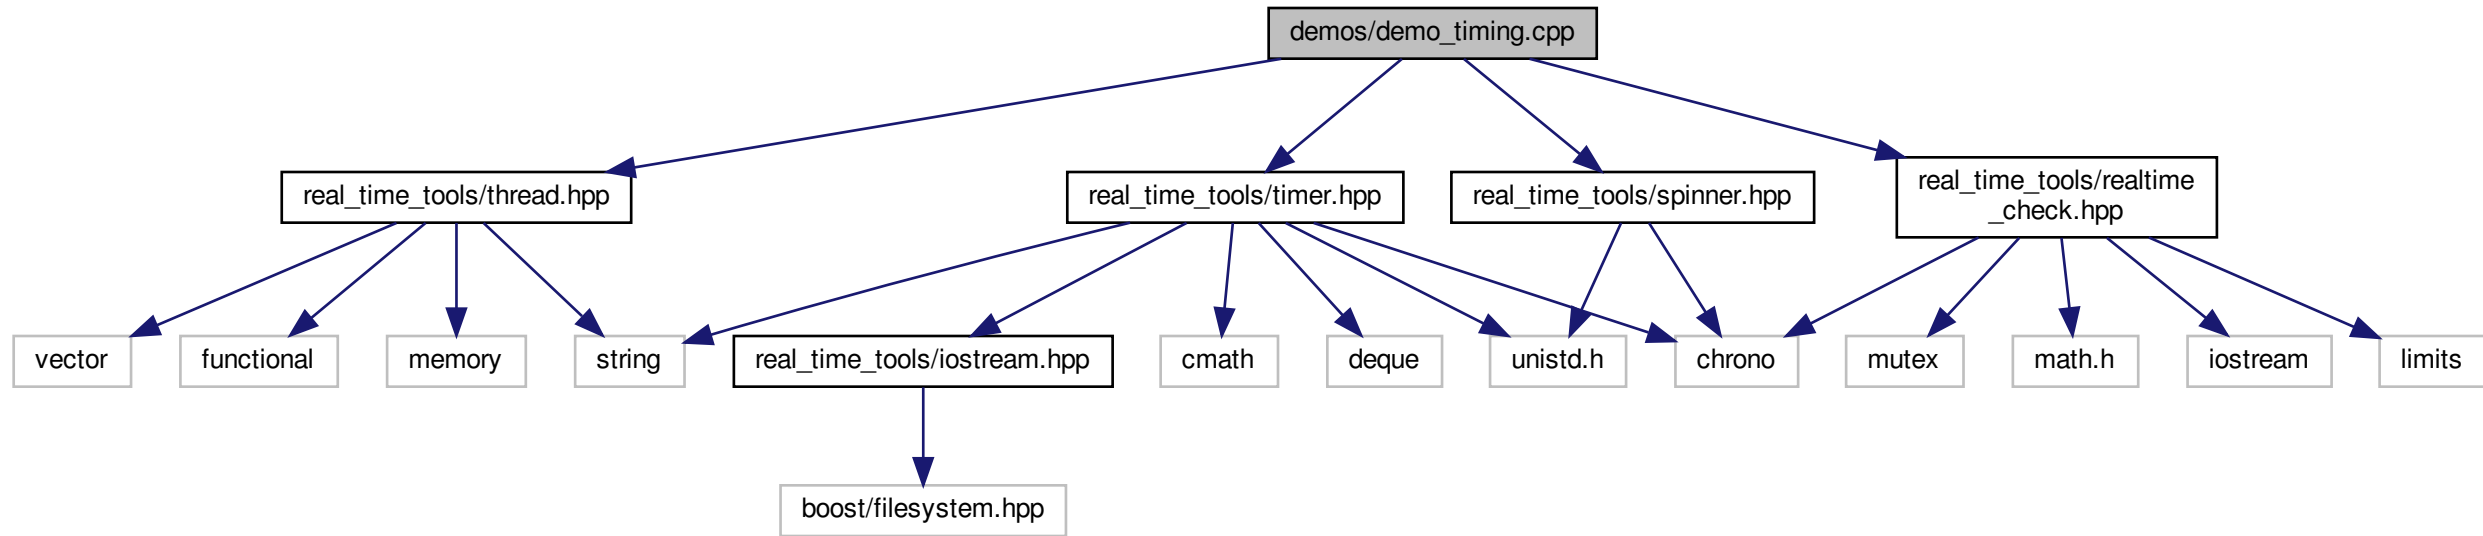 demos/demo_timing.cpp
real_time_tools/thread.hpp
real_time_tools/timer.hpp
real_time_tools/spinner.hpp
real_time_tools/realtime
_check.hpp
vector
functional
memory
string
real_time_tools/iostream.hpp
cmath
deque
unistd.h
chrono
mutex
math.h
iostream
limits
boost/filesystem.hpp